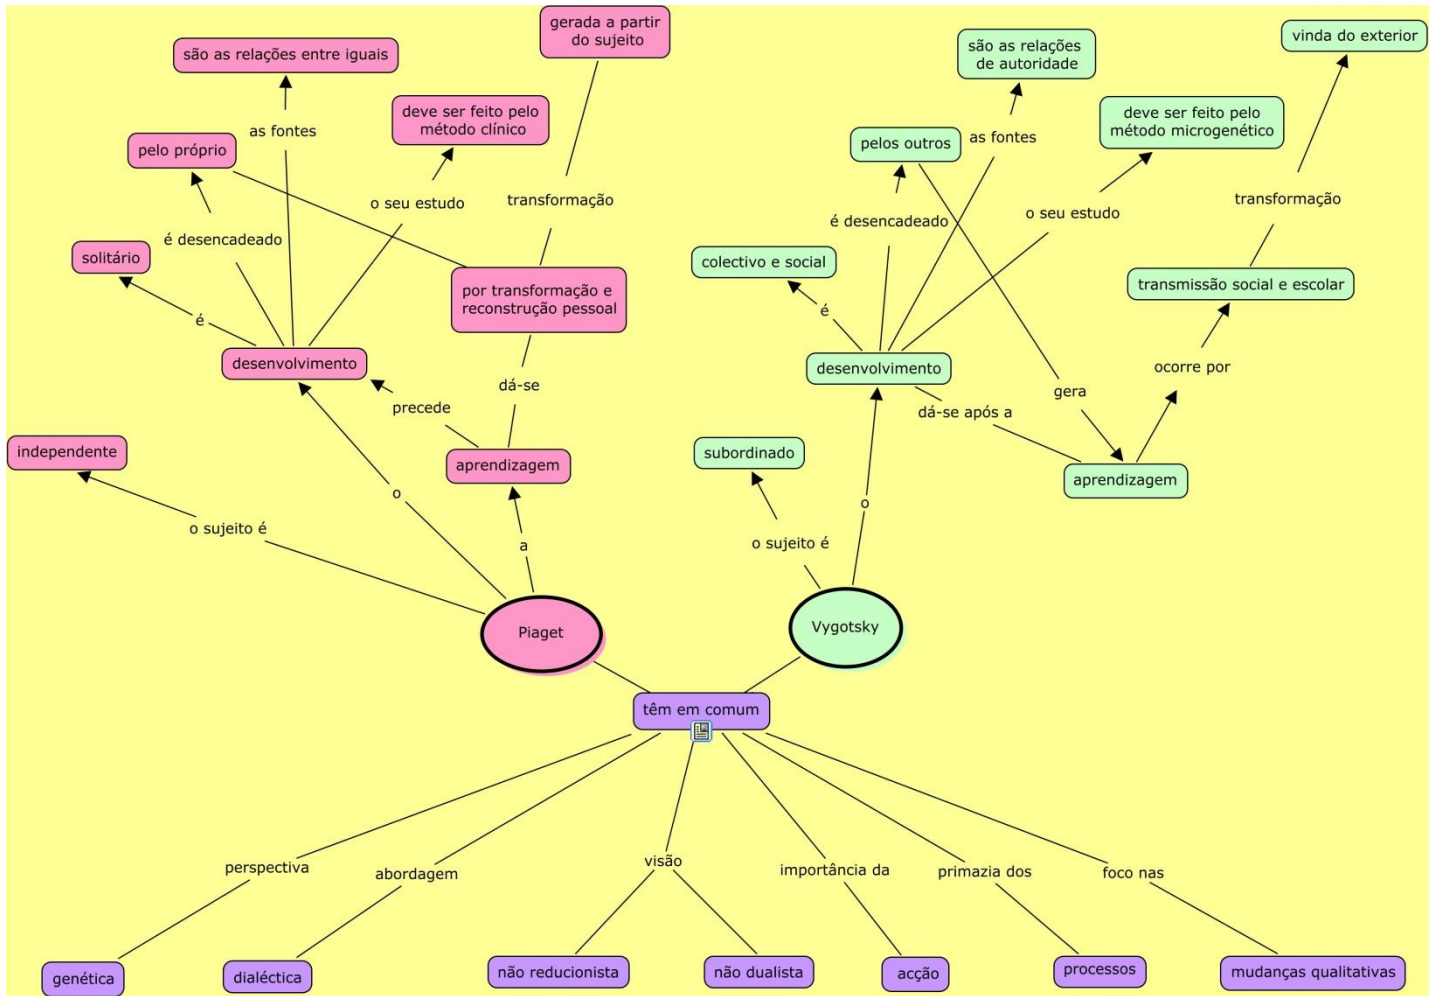 gerada a partir
do sujeito
são as relações entre iguais
são as relações
de autoridade
vinda do exterior
deve ser feito pelo
método clínico
deve ser feito pelo
método microgenético
as fontes
pelo próprio
pelos outros
as fontes
o seu estudo
transformação
o seu estudo
transformação
é desencadeado
é desencadeado
solitário
colectivo e social
por transformação e
reconstrução pessoal
transmissão social e escolar
é
é
desenvolvimento
desenvolvimento
ocorre por
dá-se
precede
gera
dá-se após a
independente
aprendizagem
subordinado
aprendizagem
o
o
o sujeito é
a
o sujeito é
Piaget
Vygotsky
têm em comum
perspectiva
abordagem
visão
importância da
primazia dos
foco nas
genética
dialéctica
não reducionista
não dualista
acção
processos
mudanças qualitativas